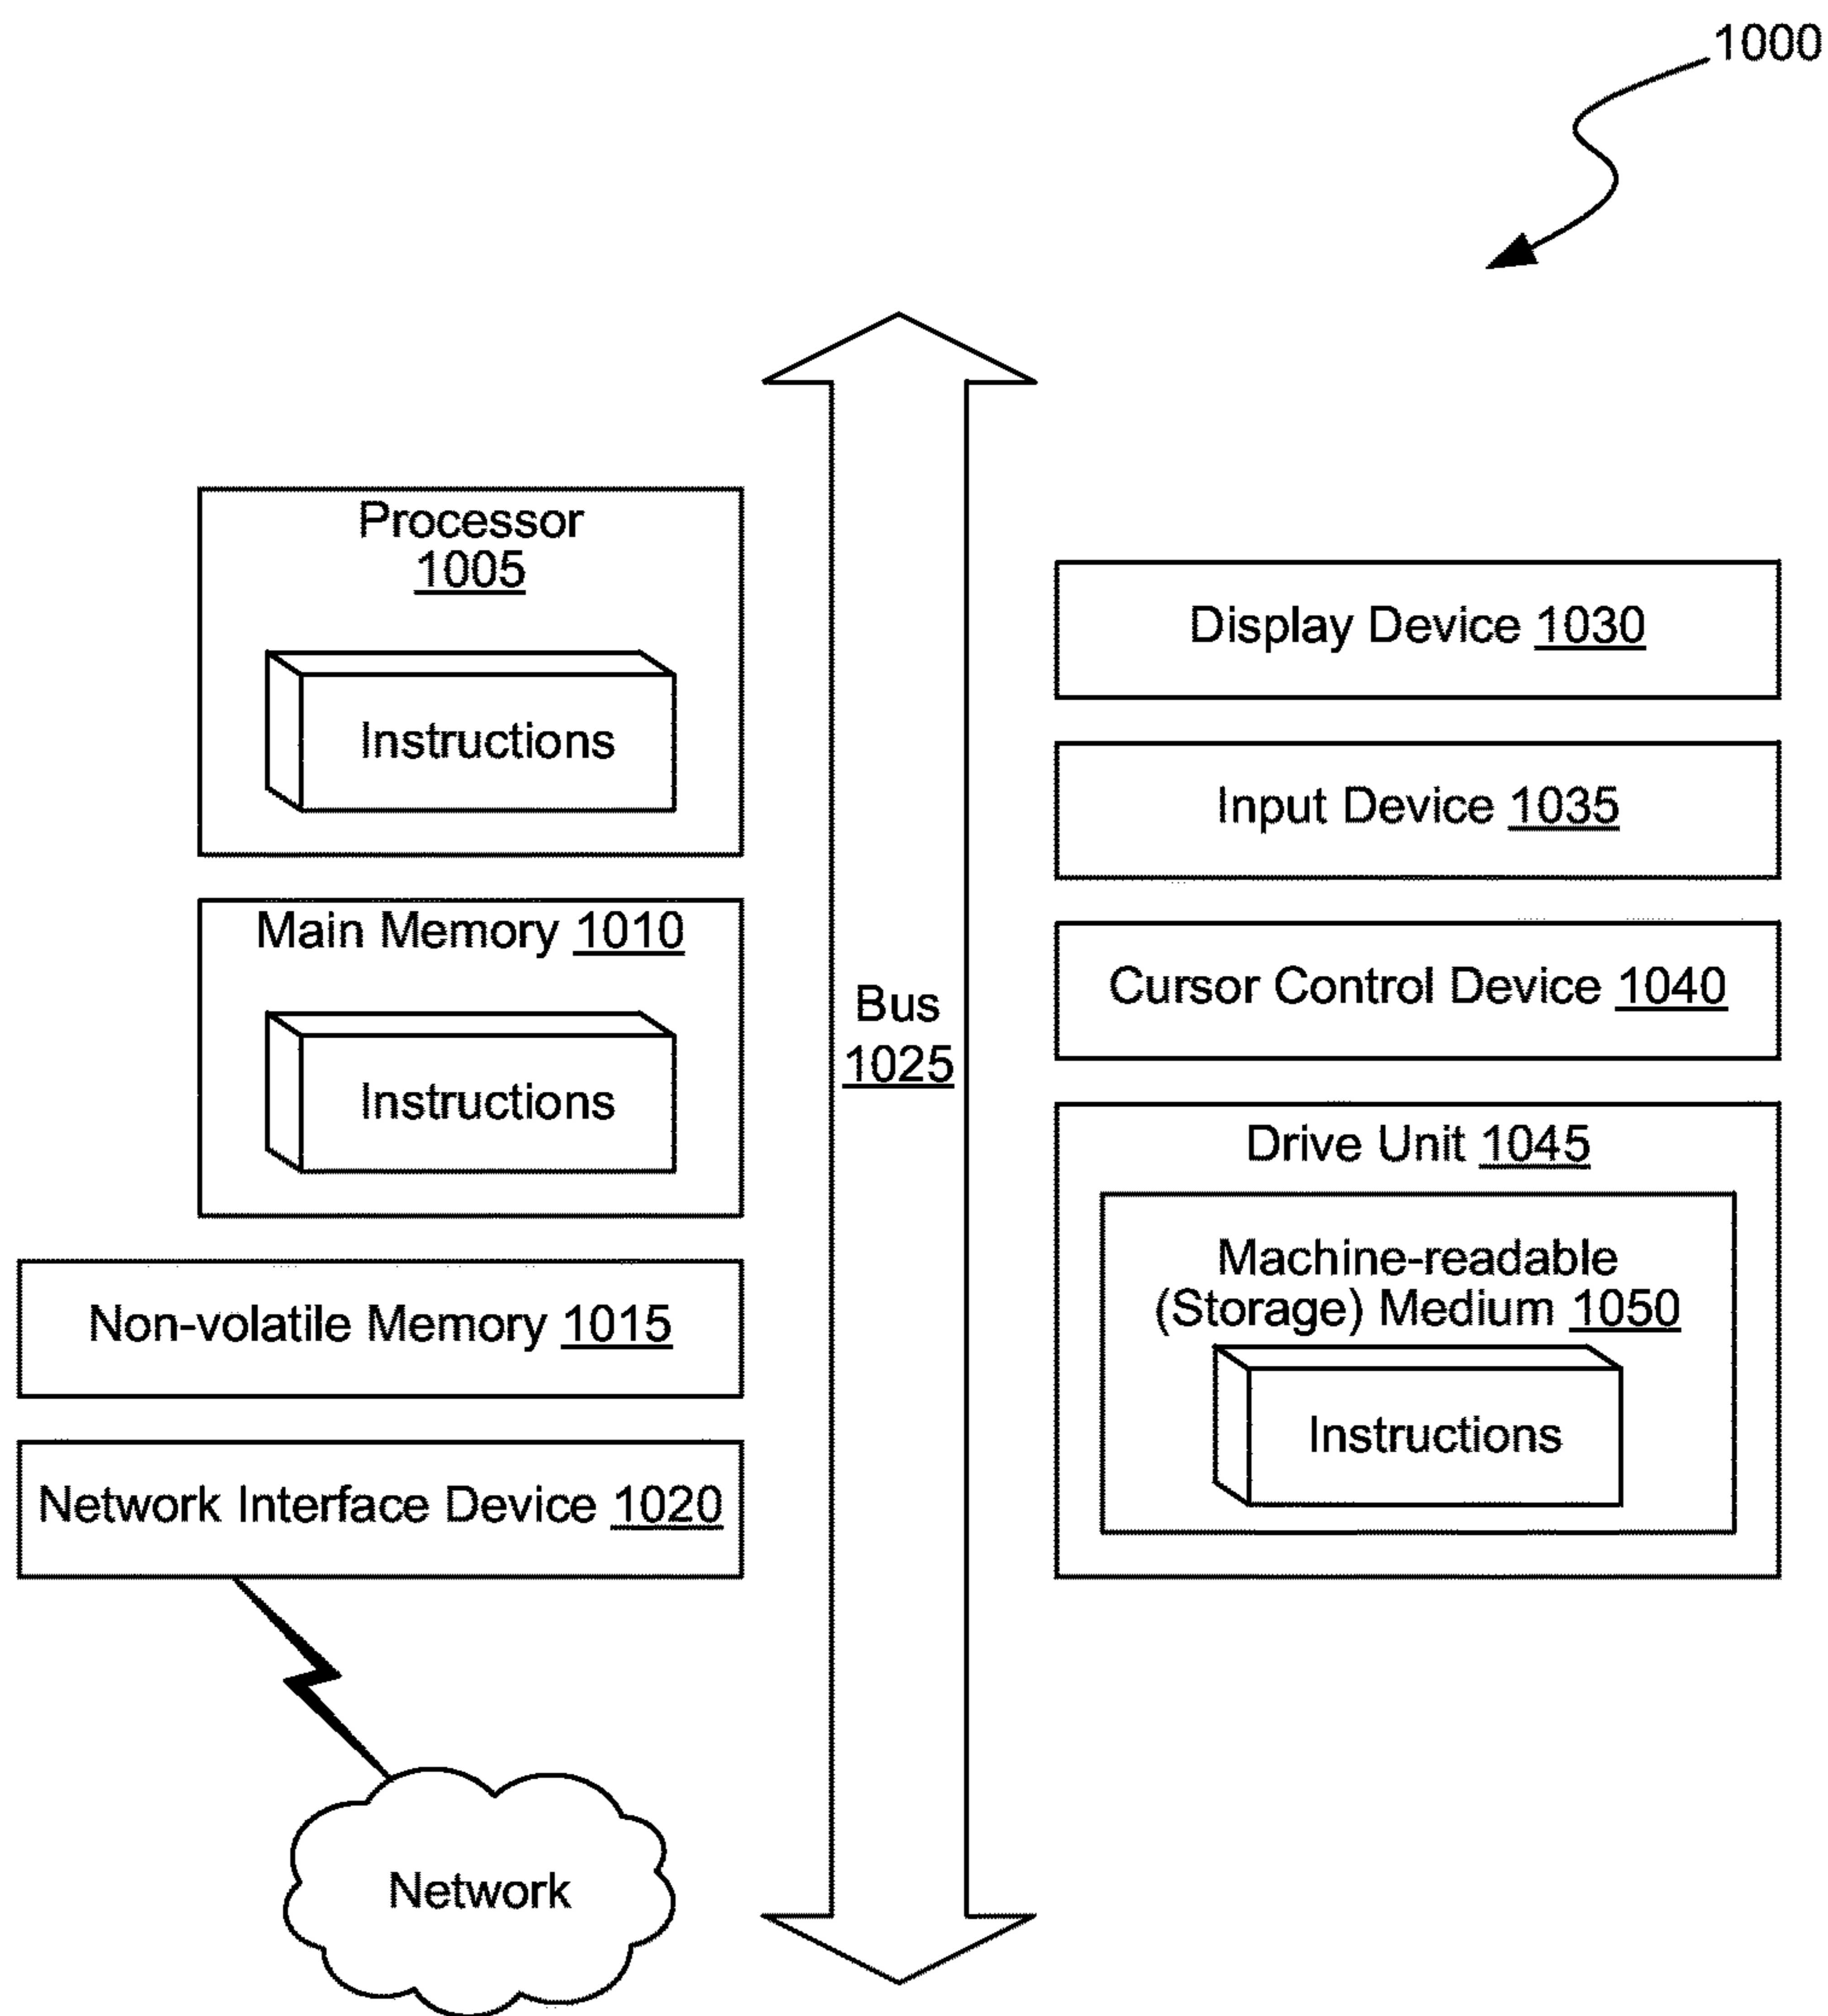 1000
Processor
1005
Instructions
Main Memory 1010
Instructions
Non-volatile Memory 1015
Network Interface Device 1020
Network
Bus
1025
Display Device 1030
Input Device 1035
Cursor Control Device 1040
Drive Unit 1045
Machine-readable
(Storage) Medium 1050
Instructions